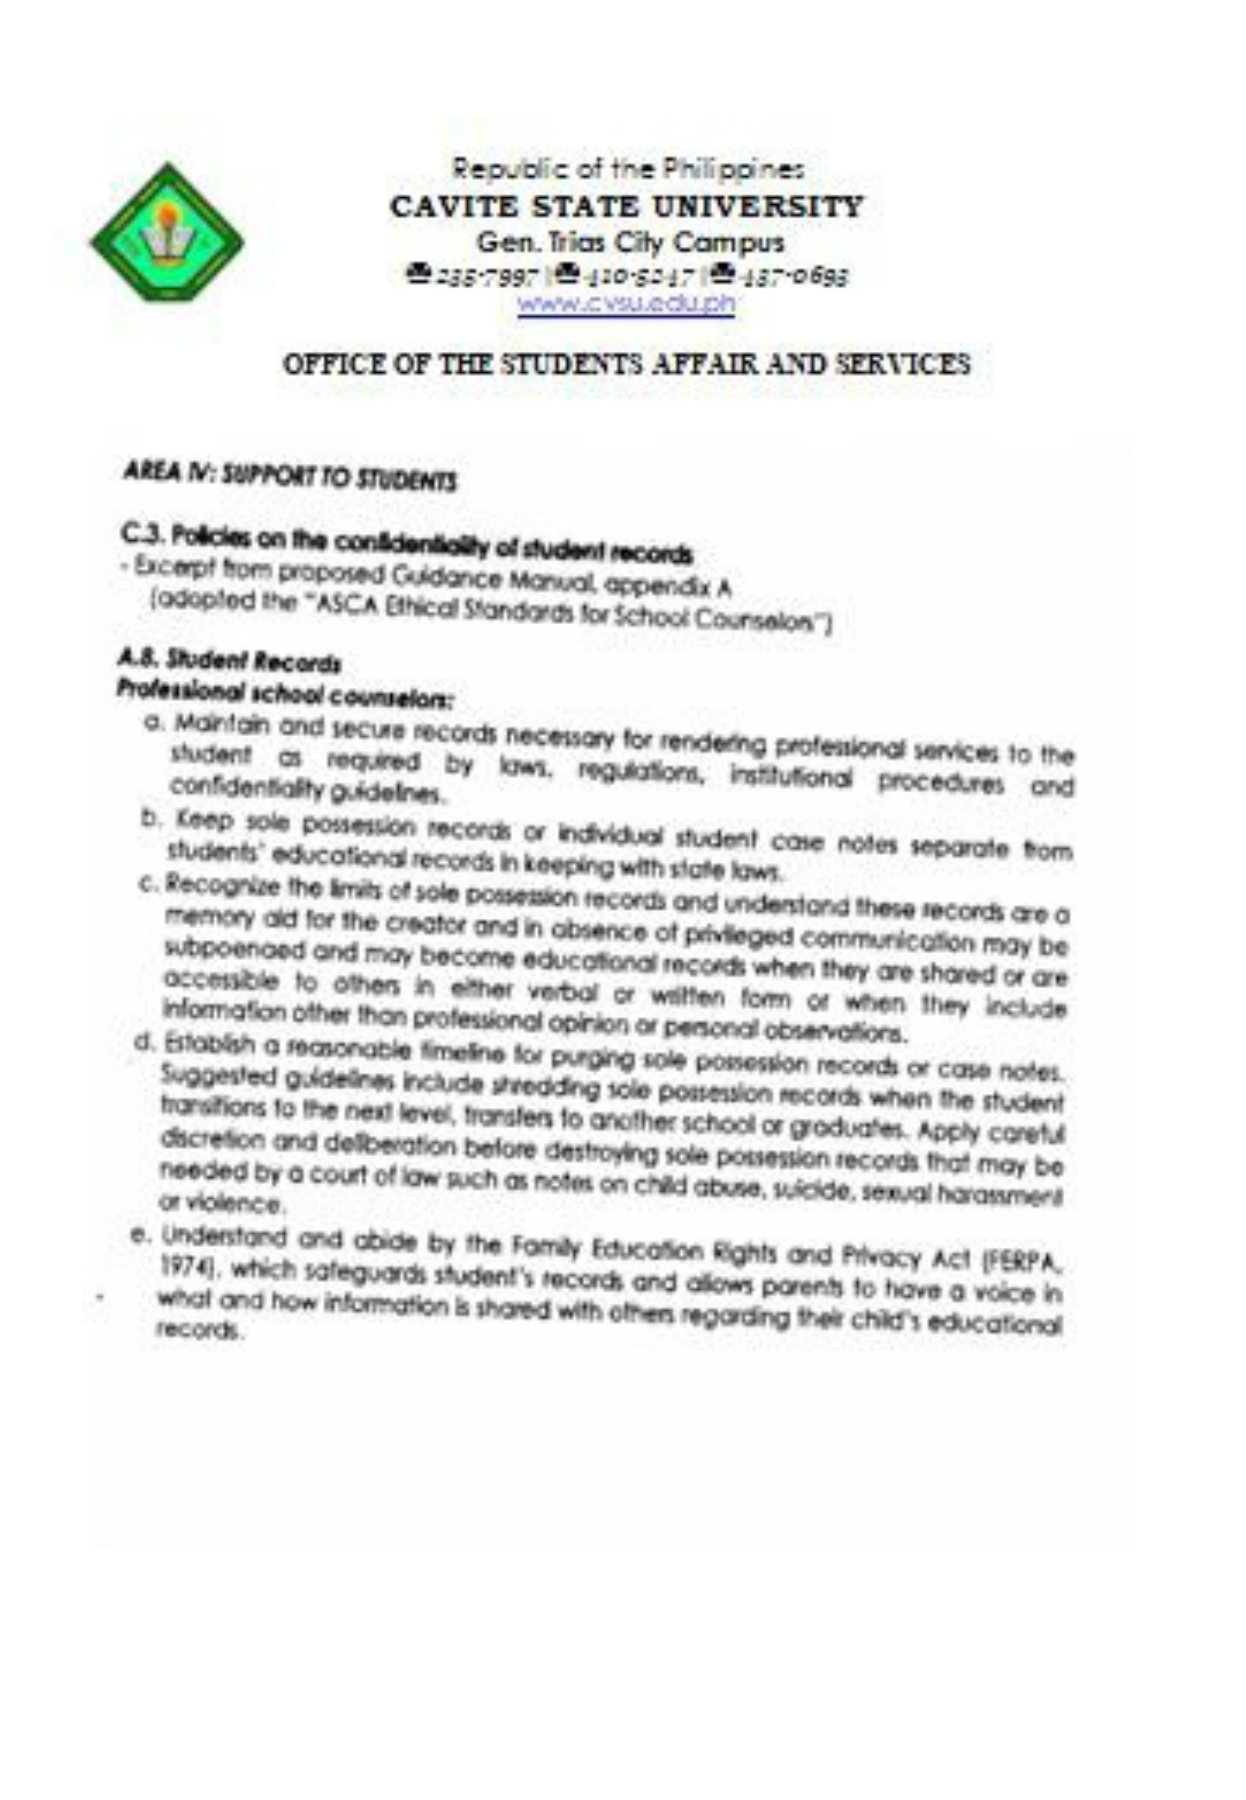 Republic of the Philippines
CAVITE STATE UNIVERSITY
Gen. Trias City Campus
www.cvsu.edu.ph
OFFICE OF THE STUDENTS AFFAIR AND SERVICES
AREA IV: SUPPORT TO STUDENTS
C.3. Policies on the confidentiality of student records
- Excerpt from proposed Guidance Manual, appendix A
(adopted the "ASCA Ethical Standards for School Counselors")
A.8. Student Records
Professional school counselors:
a. Maintain and secure records necessary for rendering professional services to the
student as required by laws, regulations, institutional procedures and
confidentiality guidelines.
b. Keep sole possession records or individual student case notes separate from
students' educational records in keeping with state laws.
c. Recognize the limits of sole possession records and understand these records are a
memory aid for the creator and in absence of privileged communication may be
subpoenaed and may become educational records when they are shared or are
accessible to others in either verbal or written form or when they include
information other than professional opinion or personal observations.
d. Establish a reasonable timeline for purging sole possession records or case notes.
Suggested guidelines include shredding sole possession records when the student
transitions to the next level, transfers to another school or graduates. Apply careful
discretion and deliberation before destroying sole possession records that may be
needed by a court of law such as notes on child abuse, suicide, sexual harassment
or violence.
e. Understand and abide by the Family Education Rights and Privacy Act (FERPA,
1974), which safeguards student's records and allows parents to have a voice in
what and how information is shared with others regarding their child's educational
records.